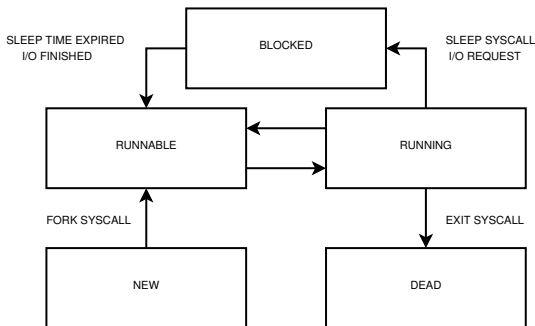 SLEEP TIME EXPIRED
I/O FINISHED
BLOCKED
SLEEP SYSCALL
I/O REQUEST
RUNNABLE
RUNNING
FORK SYSCALL
EXIT SYSCALL
NEW
DEAD